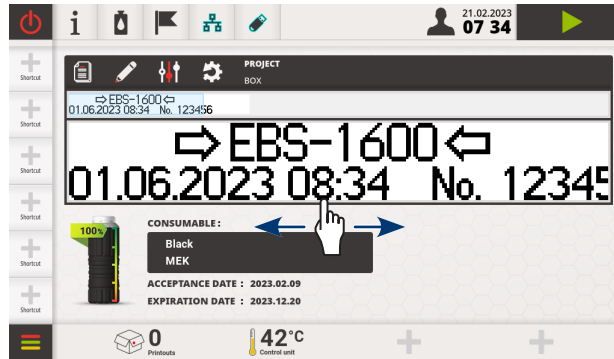 21.02.2023
07 34
Shortcut
Shortcut
Shortcut
Shortcut
Shortcut
Shortcut
PROJECT
BOX
⇨EBS-1600⇦
01.06.2023 08:34 No. 123456
⇨EBS-1600⇦
01.06.2023 08:34 No. 12345
100%
CONSUMABLE :
Black
MEK
ACCEPTANCE DATE : 2023.02.09
EXPIRATION DATE : 2023.12.20
0
Printouts
42°C
Control unit